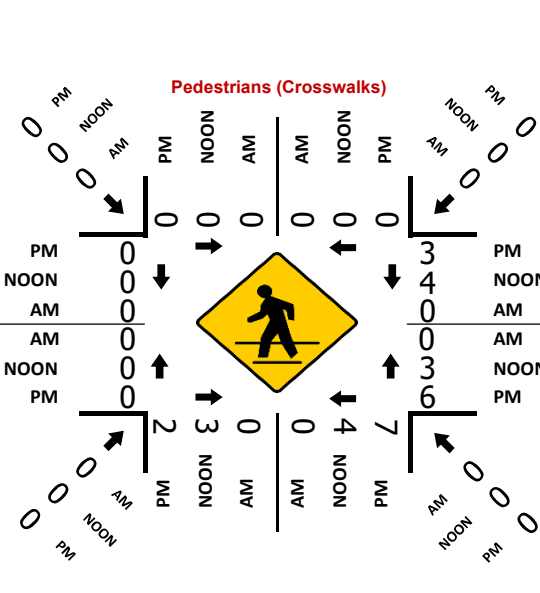 Pedestrians (Crosswalks)
PM NOON AM
0 0 0
PM NOON AM
0 0 0
AM NOON PM
0 0 0
PM NOON AM
0 0 0
PM 0
NOON 0
AM 0
AM 0
NOON 0
PM 0
3 PM
4 NOON
0 AM
0 AM
3 NOON
6 PM
2 3 0
PM NOON AM
0 4 7
AM NOON PM
0 0 0
AM NOON PM
0 0 0
AM NOON PM